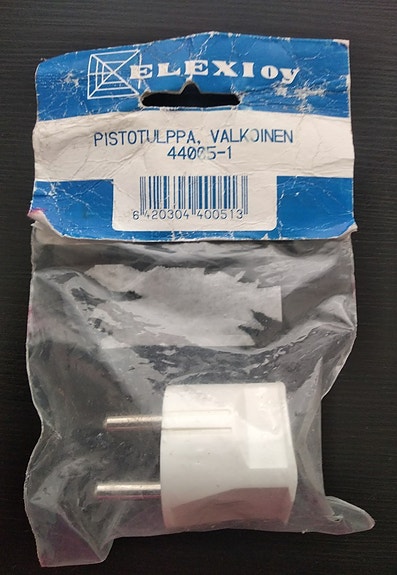 ELEXI oy
PISTOTULPPA, VALKOINEN
44005-1
6 420304 400513